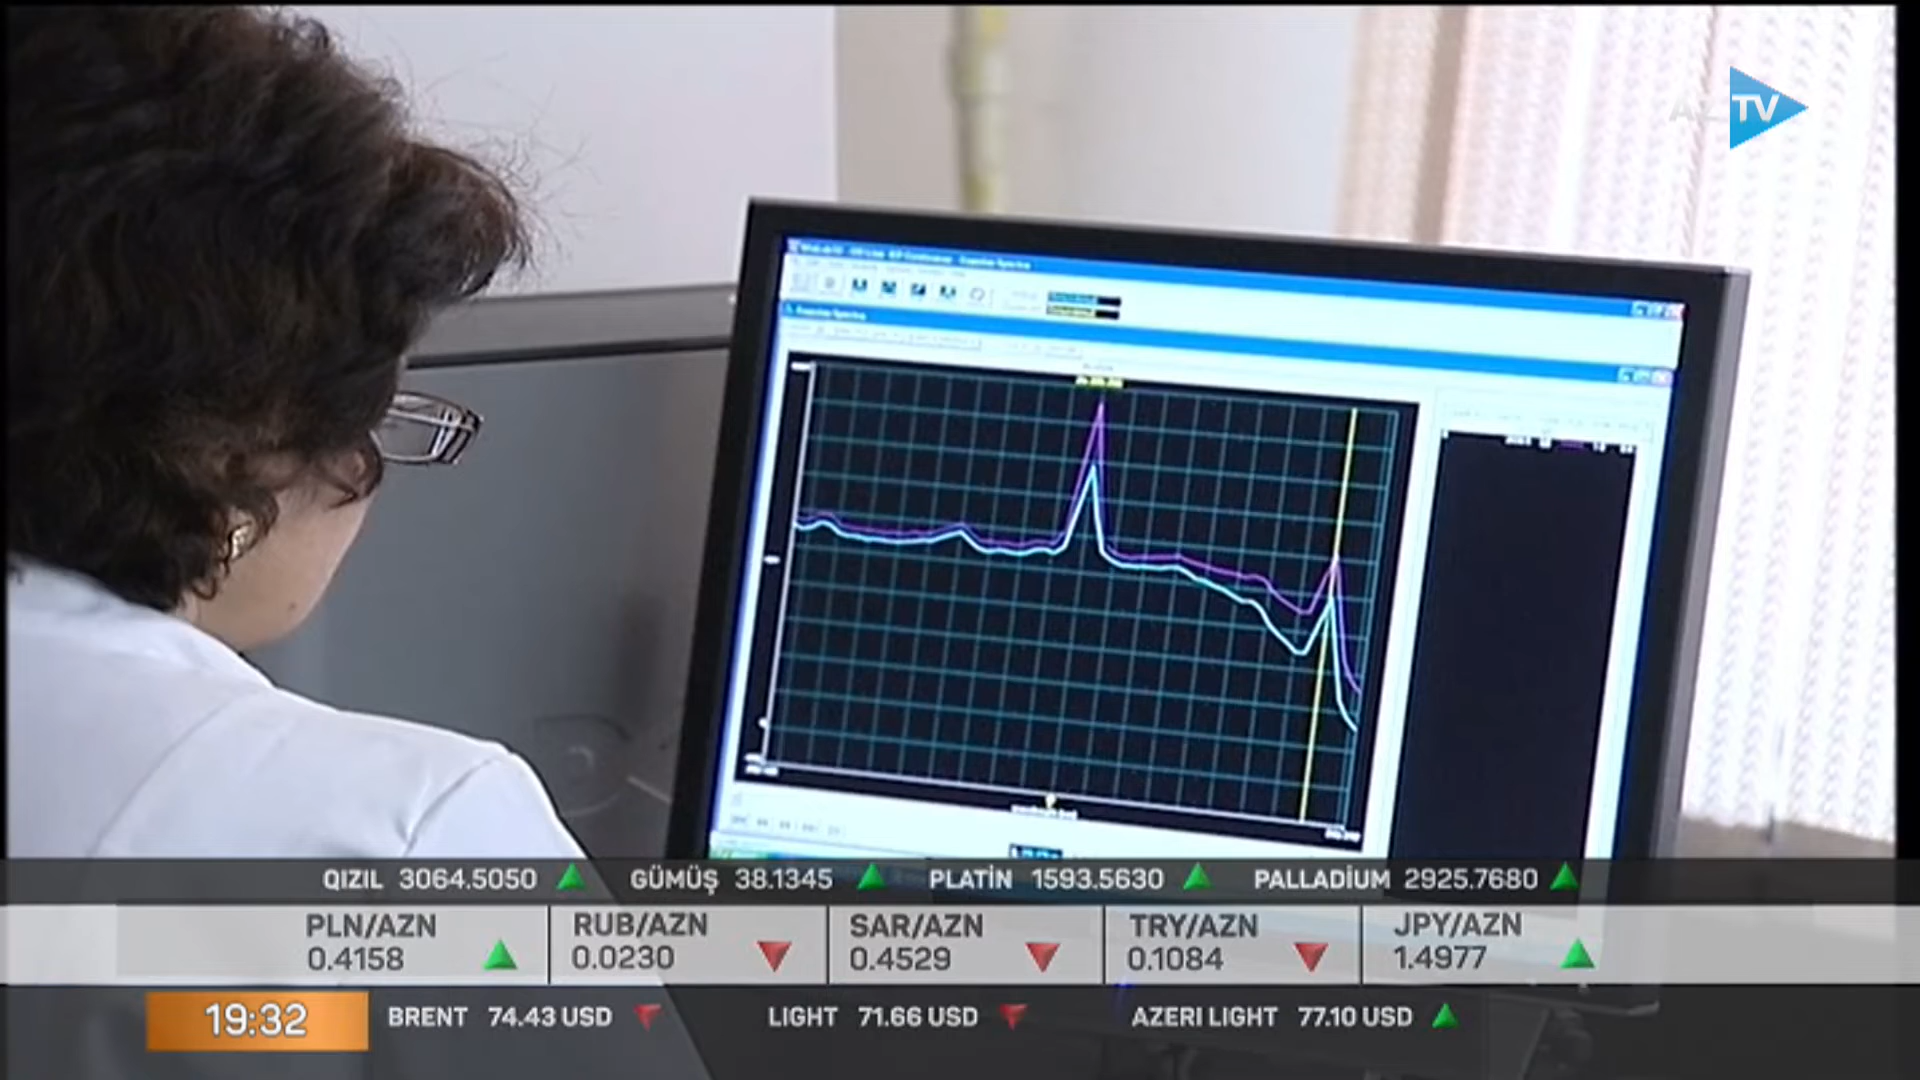 AZTV
QIZIL 3064.5050 GÜMÜŞ 38.1345 PLATİN 1593.5630 PALLADİUM 2925.7680
PLN/AZN RUB/AZN SAR/AZN TRY/AZN JPY/AZN
0.4158 0.0230 0.4529 0.1084 1.4977
19:32 BRENT 74.43 USD LIGHT 71.66 USD AZERI LIGHT 77.10 USD